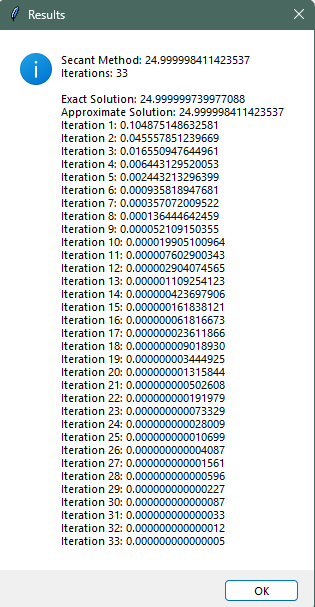 Results
Secant Method: 24.999998411423537
Iterations: 33
Exact Solution: 24.999999739977088
Approximate Solution: 24.999998411423537
Iteration 1: 0.104875148632581
Iteration 2: 0.045557851239669
Iteration 3: 0.016550947644961
Iteration 4: 0.006443129520053
Iteration 5: 0.002443213296399
Iteration 6: 0.000935818947681
Iteration 7: 0.000357072009522
Iteration 8: 0.000136444642459
Iteration 9: 0.000052109150355
Iteration 10: 0.000019905100964
Iteration 11: 0.000007602900343
Iteration 12: 0.000002904074565
Iteration 13: 0.000001109254123
Iteration 14: 0.000000423697906
Iteration 15: 0.000000161838121
Iteration 16: 0.000000061816673
Iteration 17: 0.000000023611866
Iteration 18: 0.000000009018930
Iteration 19: 0.000000003444925
Iteration 20: 0.000000001315844
Iteration 21: 0.000000000502608
Iteration 22: 0.000000000191979
Iteration 23: 0.000000000073329
Iteration 24: 0.000000000028009
Iteration 25: 0.000000000010699
Iteration 26: 0.000000000004087
Iteration 27: 0.000000000001561
Iteration 28: 0.000000000000596
Iteration 29: 0.000000000000227
Iteration 30: 0.000000000000087
Iteration 31: 0.000000000000033
Iteration 32: 0.000000000000012
Iteration 33: 0.000000000000005
OK